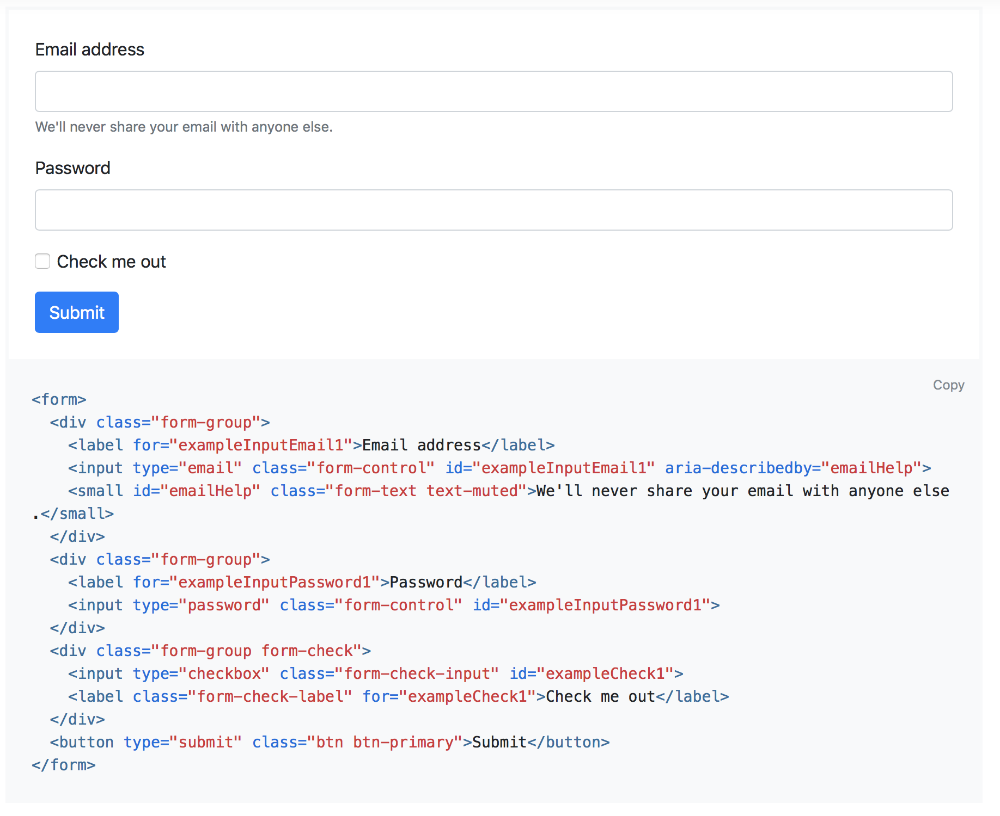 Email address
We'll never share your email with anyone else.
Password
Check me out
Submit
Copy
<form>
  <div class="form-group">
    <label for="exampleInputEmail1">Email address</label>
    <input type="email" class="form-control" id="exampleInputEmail1" aria-describedby="emailHelp">
    <small id="emailHelp" class="form-text text-muted">We'll never share your email with anyone else
.</small>
  </div>
  <div class="form-group">
    <label for="exampleInputPassword1">Password</label>
    <input type="password" class="form-control" id="exampleInputPassword1">
  </div>
  <div class="form-group form-check">
    <input type="checkbox" class="form-check-input" id="exampleCheck1">
    <label class="form-check-label" for="exampleCheck1">Check me out</label>
  </div>
  <button type="submit" class="btn btn-primary">Submit</button>
</form>